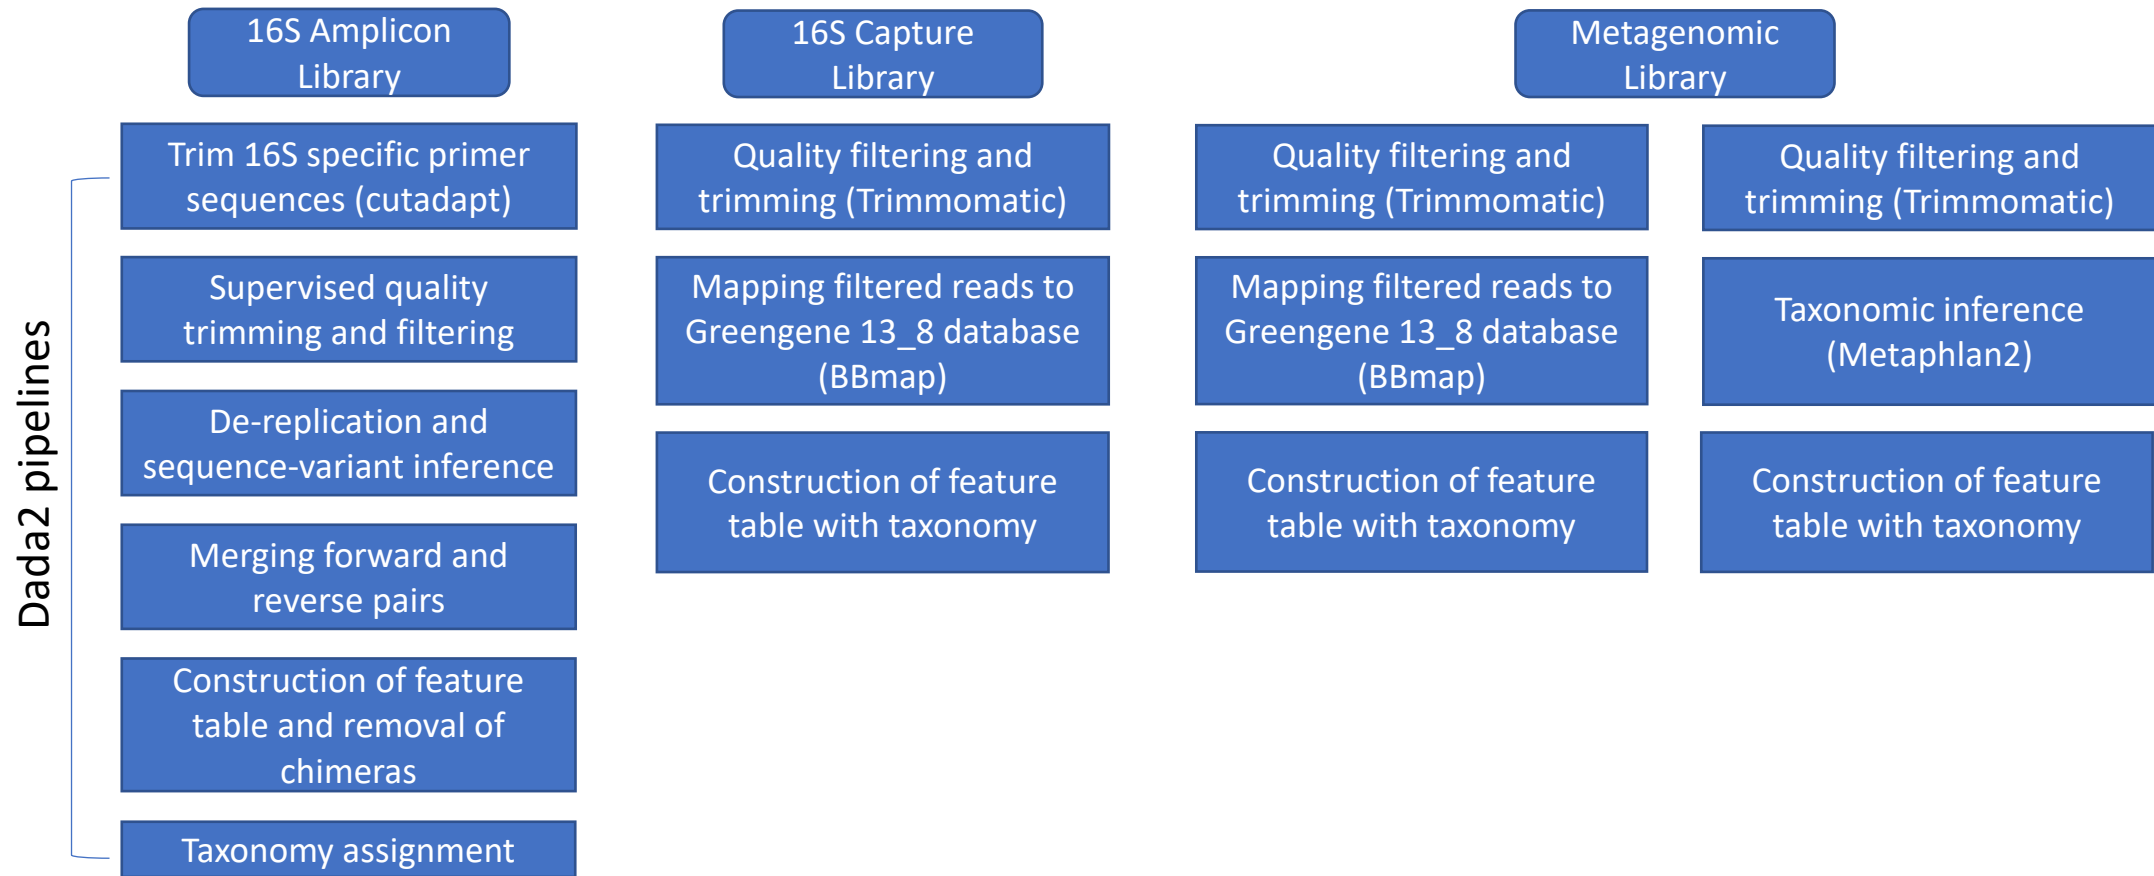 16S Amplicon
Library
16S Capture
Library
Metagenomic
Library
Dada2 pipelines
Trim 16S specific primer
sequences (cutadapt)
Supervised quality
trimming and filtering
De-replication and
sequence-variant inference
Merging forward and
reverse pairs
Construction of feature
table and removal of
chimeras
Taxonomy assignment
Quality filtering and
trimming (Trimmomatic)
Mapping filtered reads to
Greengene 13_8 database
(BBmap)
Construction of feature
table with taxonomy
Quality filtering and
trimming (Trimmomatic)
Mapping filtered reads to
Greengene 13_8 database
(BBmap)
Construction of feature
table with taxonomy
Quality filtering and
trimming (Trimmomatic)
Taxonomic inference
(Metaphlan2)
Construction of feature
table with taxonomy